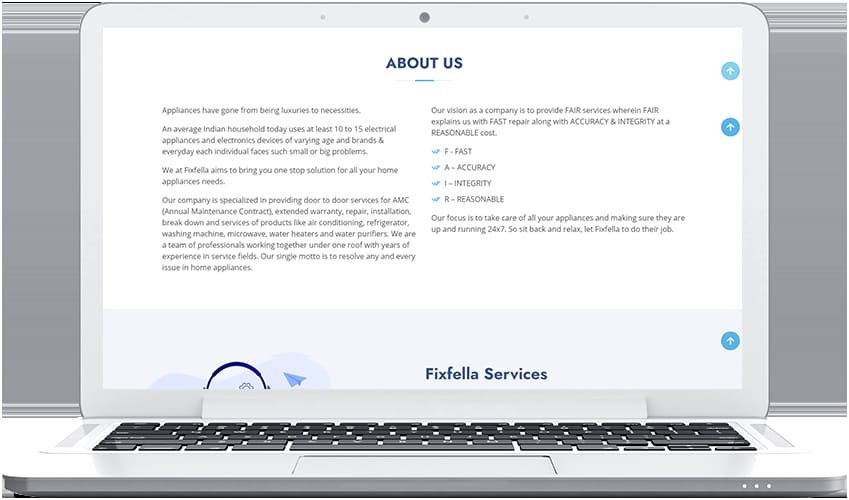 ABOUT US
Appliances have gone from being luxuries to necessities.
An average Indian household today uses at least 10 to 15 electrical
appliances and electronics devices of varying age and brands &
everyday each individual faces such small or big problems.
We at Fixfella aims to bring you one stop solution for all your home
appliances needs.
Our company is specialized in providing door to door services for AMC
(Annual Maintenance Contract), extended warranty, repair, installation,
break down and services of products like air conditioning, refrigerator,
washing machine, microwave, water heaters and water purifiers. We are
a team of professionals working together under one roof with years of
experience in service fields. Our single motto is to resolve any and every
issue in home appliances.
Our vision as a company is to provide FAIR services wherein FAIR
explains us with FAST repair along with ACCURACY & INTEGRITY at a
REASONABLE cost.
F - FAST
A – ACCURACY
I – INTEGRITY
R – REASONABLE
Our focus is to take care of all your appliances and making sure they are
up and running 24x7. So sit back and relax, let Fixfella to do their job.
Fixfella Services